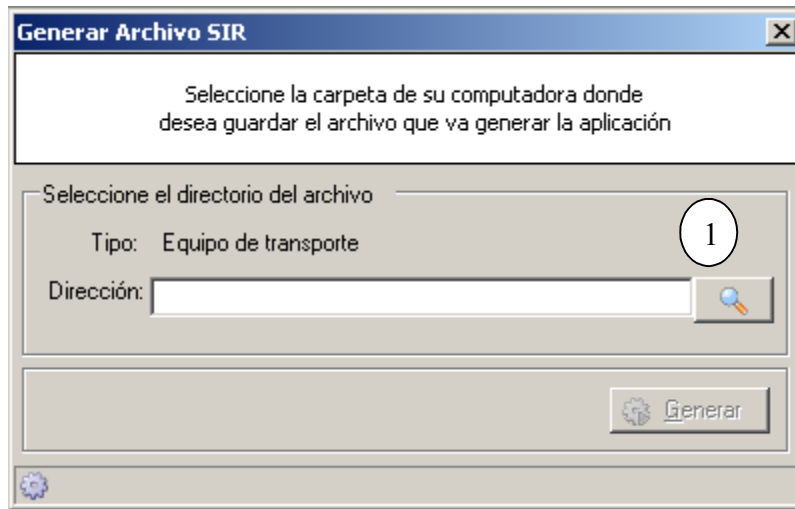 Generar Archivo SIR
Seleccione la carpeta de su computadora donde
desea guardar el archivo que va generar la aplicación
Seleccione el directorio del archivo
Tipo: Equipo de transporte
1
Dirección:
Generar